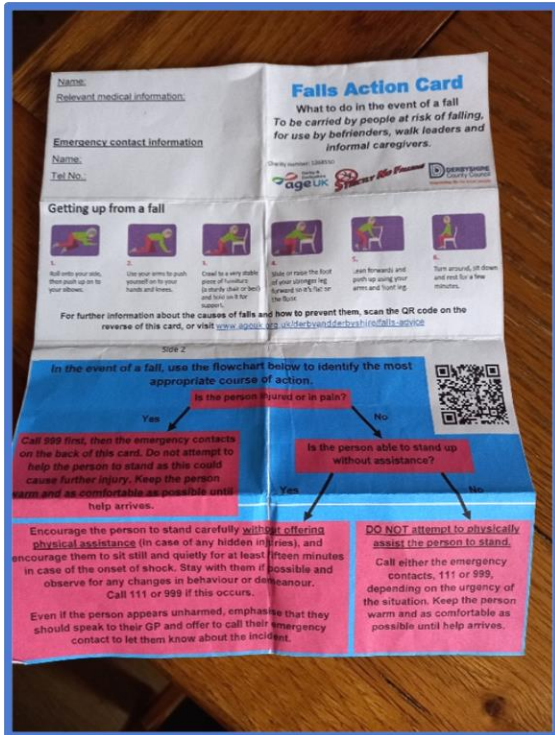 Name:
Relevant medical information:
Emergency contact information
Name:
Tel No.:
Falls Action Card
What to do in the event of a fall
To be carried by people at risk of falling,
for use by befrienders, walk leaders and
informal caregivers.
Charity number:
Derby &
Derbyshire
age UK
STRICTLY NO FALLING
DERBYSHIRE
County Council
Getting up from a fall
1.
Roll onto your side,
then push up on to
your elbows.
2.
Use your arms to push
yourself on to your
hands and knees.
3.
Crawl to a very stable
piece of furniture
(a sturdy chair or bed)
and hold on it for
support.
4.
Slide or raise the foot
of your stronger leg
forward so it's flat on
the floor.
5.
Lean forwards and
push up using your
arms and front leg.
6.
Turn around, sit down
and rest for a few
minutes.
For further information about the causes of falls and how to prevent them, scan the QR code on the
reverse of this card, or visit www.ageuk.org.uk/derbyandderbyshire/falls-advice
Side 2
In the event of a fall, use the flowchart below to identify the most
appropriate course of action.
Is the person injured or in pain?
Yes
No
Call 999 first, then the emergency contacts
on the back of this card. Do not attempt to
help the person to stand as this could
cause further injury. Keep the person
warm and as comfortable as possible until
help arrives.
Is the person able to stand up
without assistance?
Yes
No
Encourage the person to stand carefully without offering
physical assistance (in case of any hidden injuries), and
encourage them to sit still and quietly for at least fifteen minutes
in case of the onset of shock. Stay with them if possible and
observe for any changes in behaviour or demeanour.
Call 111 or 999 if this occurs.
Even if the person appears unharmed, emphasise that they
should speak to their GP and offer to call their emergency
contact to let them know about the incident.
DO NOT attempt to physically
assist the person to stand.
Call either the emergency
contacts, 111 or 999,
depending on the urgency of
the situation. Keep the person
warm and as comfortable as
possible until help arrives.